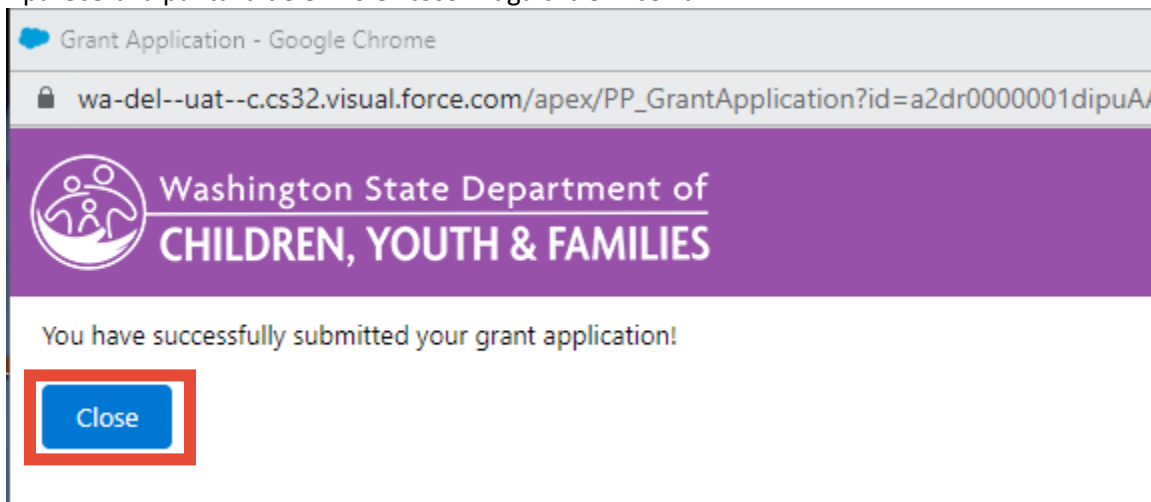 Grant Application - Google Chrome
wa-del--uat--c.cs32.visual.force.com/apex/PP_GrantApplication?id=a2dr0000001dipuA
Washington State Department of
CHILDREN, YOUTH & FAMILIES
You have successfully submitted your grant application!
Close